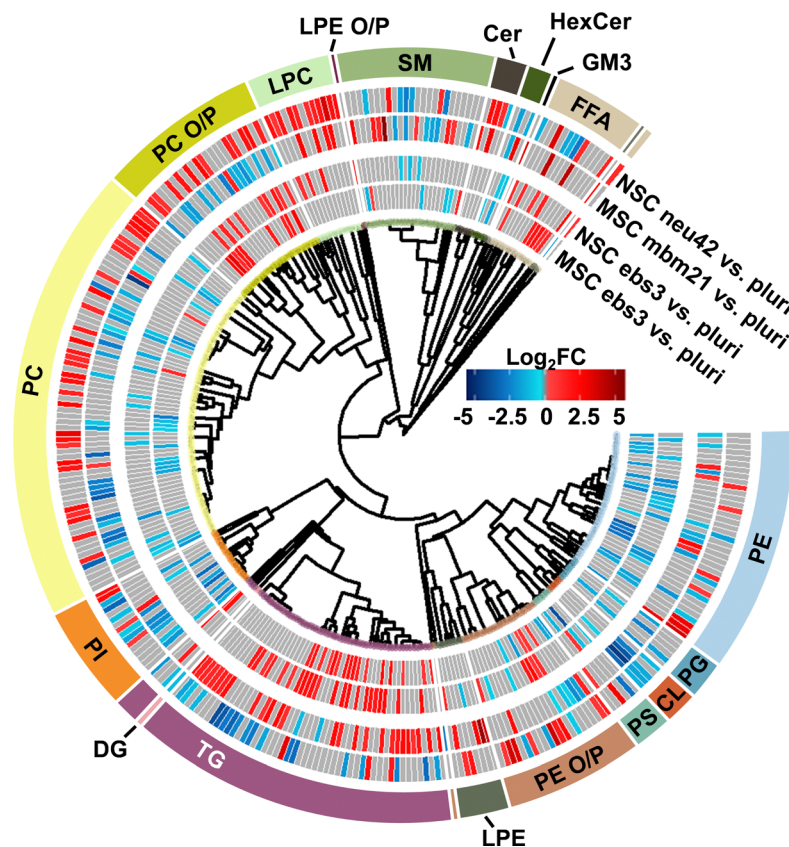 LPE O/P
Cer
HexCer
GM3
SM
LPC
FFA
PC O/P
NSC neu42 vs. pluri
MSC mbm21 vs. pluri
NSC ebs3 vs. pluri
MSC ebs3 vs. pluri
PC
Log₂FC
-5 -2.5 0 2.5 5
PE
PI
PG
CL
PS
DG
TG
PE O/P
LPE